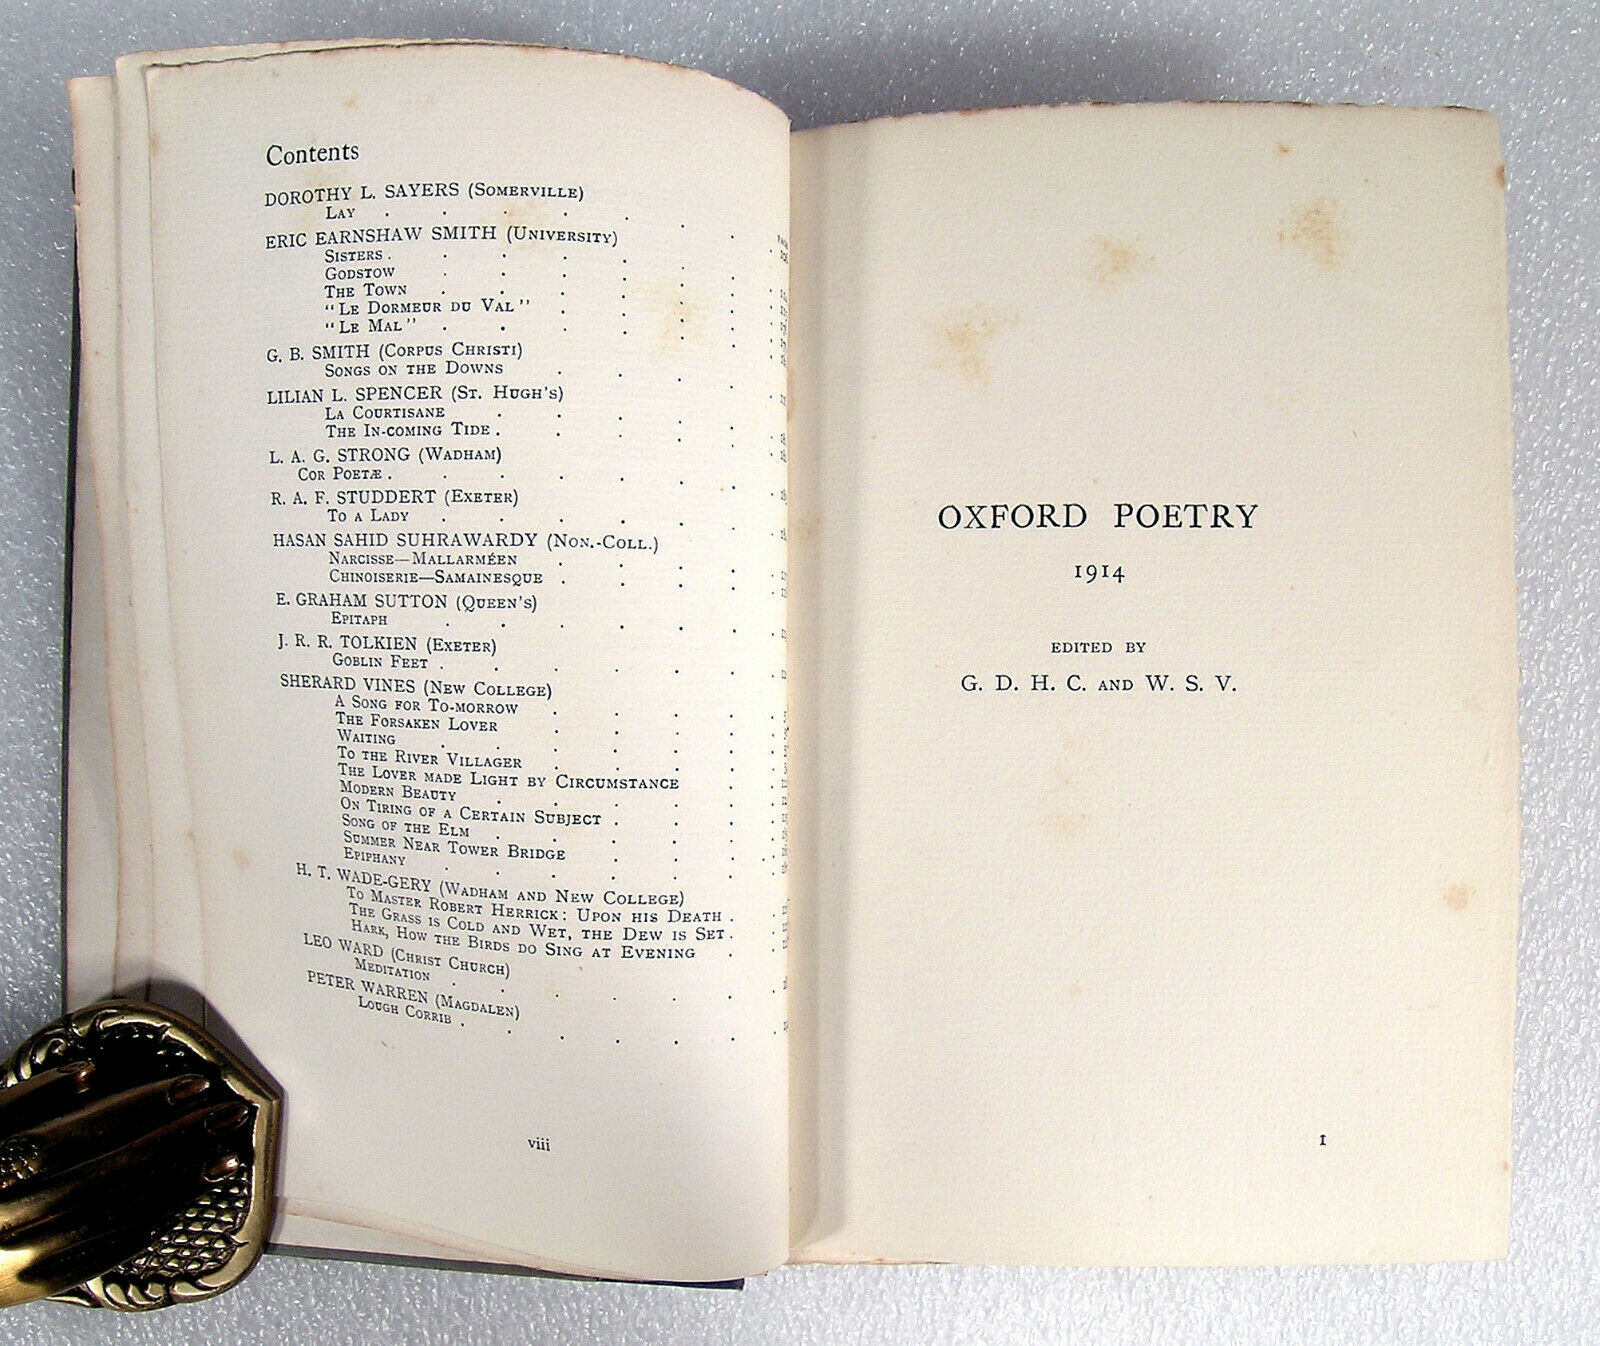 Contents
DOROTHY L. SAYERS (Somerville)
Lay
ERIC EARNSHAW SMITH (University)
Sisters
Godstow
The Town
"Le Dormeur du Val"
"Le Mal"
G. B. SMITH (Corpus Christi)
Songs on the Downs
LILIAN L. SPENCER (St. Hugh's)
La Courtisane
The In-coming Tide
L. A. G. STRONG (Wadham)
Cor Poetæ
R. A. F. STUDDERT (Exeter)
To a Lady
HASAN SAHID SUHRAWARDY (Non.-Coll.)
Narcisse—Mallarméen
Chinoiserie—Samainesque
E. GRAHAM SUTTON (Queen's)
Epitaph
J. R. R. TOLKIEN (Exeter)
Goblin Feet
SHERARD VINES (New College)
A Song for To-morrow
The Forsaken Lover
Waiting
To the River Villager
The Lover made Light by Circumstance
Modern Beauty
On Tiring of a Certain Subject
Song of the Elm
Summer Near Tower Bridge
Epiphany
H. T. WADE-GERY (Wadham and New College)
To Master Robert Herrick: Upon his Death
The Grass is Cold and Wet, the Dew is Set
Hark, How the Birds do Sing at Evening
LEO WARD (Christ Church)
Meditation
PETER WARREN (Magdalen)
Lough Corrib
viii
OXFORD POETRY
1914
EDITED BY
G. D. H. C. AND W. S. V.
1